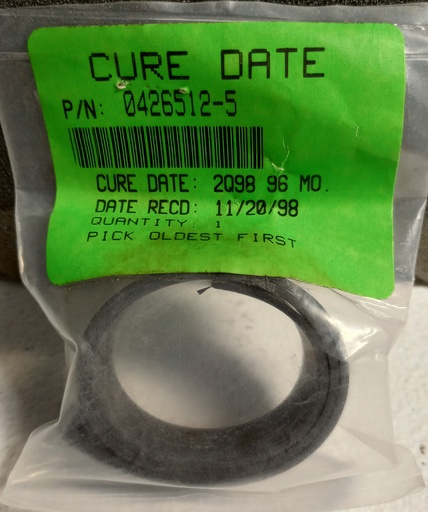 CURE DATE
P/N: 0426512-5
CURE DATE: 2Q98 96 MO.
DATE RECD: 11/20/98
QUANTITY: 1
PICK OLDEST FIRST